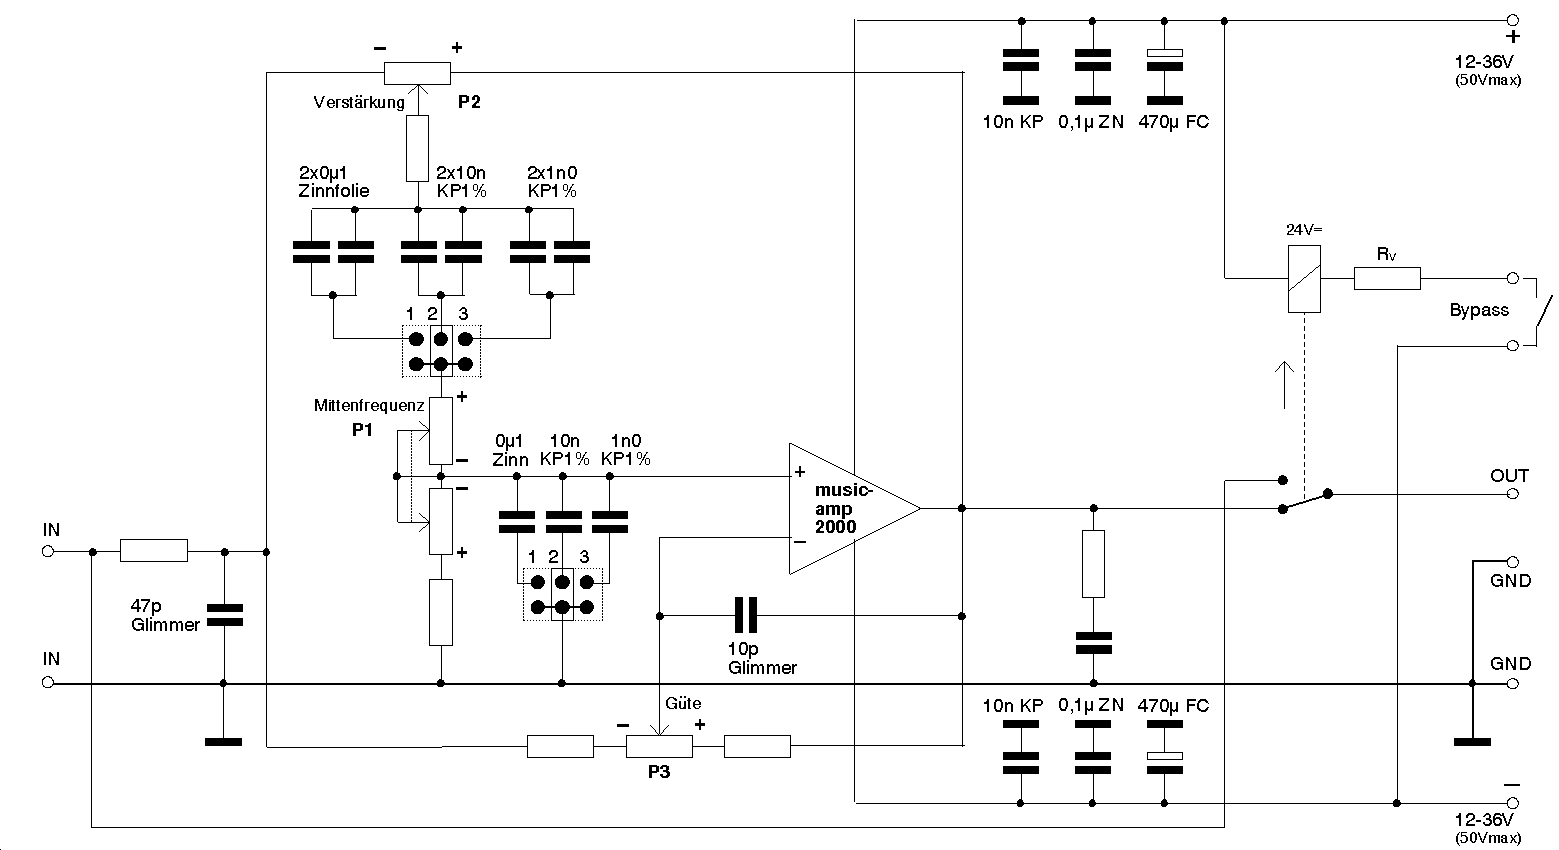 − +
12-36V
(50Vmax)
+
Verstärkung P2
10n KP 0,1µ ZN 470µ FC
2x0µ1 2x10n 2x1n0
Zinnfolie KP1% KP1%
24V=
RV
1 2 3
Bypass
+
Mittenfrequenz
P1
−
−
+
0µ1 10n 1n0
Zinn KP1% KP1%
+
music-
amp
2000
−
OUT
IN
1 2 3
GND
47p
Glimmer
10p
Glimmer
IN
GND
Güte
− +
P3
10n KP 0,1µ ZN 470µ FC
−
12-36V
(50Vmax)